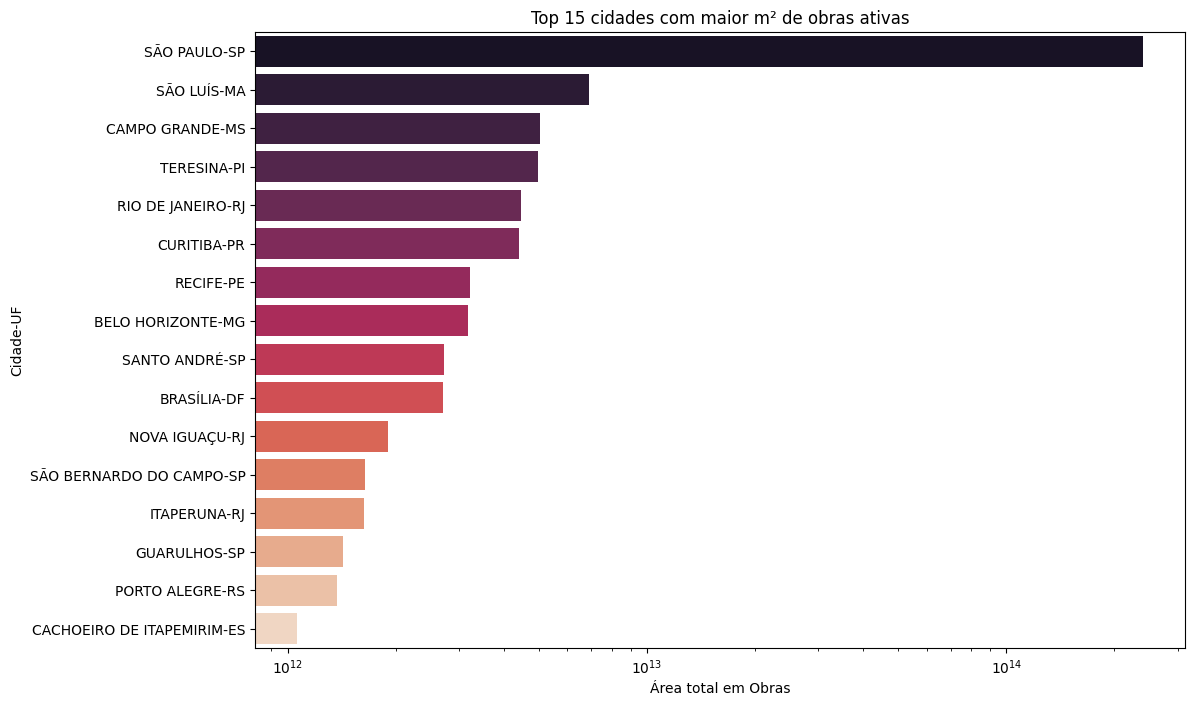 Top 15 cidades com maior m² de obras ativas
Cidade-UF
SÃO PAULO-SP
SÃO LUÍS-MA
CAMPO GRANDE-MS
TERESINA-PI
RIO DE JANEIRO-RJ
CURITIBA-PR
RECIFE-PE
BELO HORIZONTE-MG
SANTO ANDRÉ-SP
BRASÍLIA-DF
NOVA IGUAÇU-RJ
SÃO BERNARDO DO CAMPO-SP
ITAPERUNA-RJ
GUARULHOS-SP
PORTO ALEGRE-RS
CACHOEIRO DE ITAPEMIRIM-ES
10¹² 10¹³ 10¹⁴
Área total em Obras